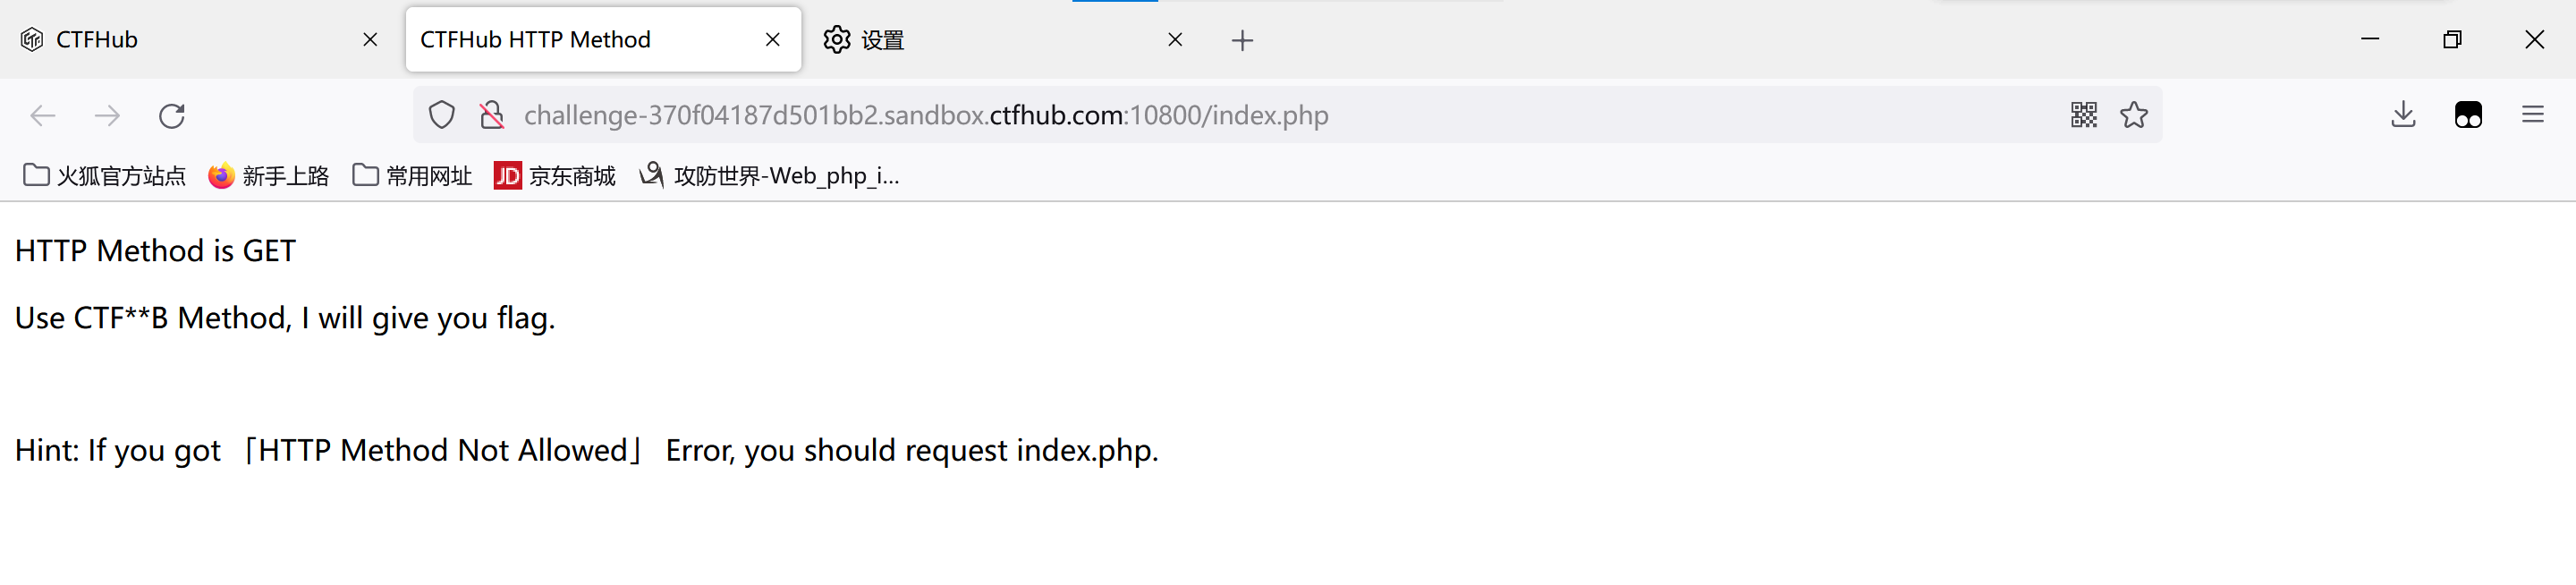 CTFHub
CTFHub HTTP Method
设置
challenge-370f04187d501bb2.sandbox.ctfhub.com:10800/index.php
火狐官方站点 新手上路 常用网址 JD 京东商城 攻防世界-Web_php_i...
HTTP Method is GET
Use CTF**B Method, I will give you flag.
Hint: If you got 「HTTP Method Not Allowed」 Error, you should request index.php.